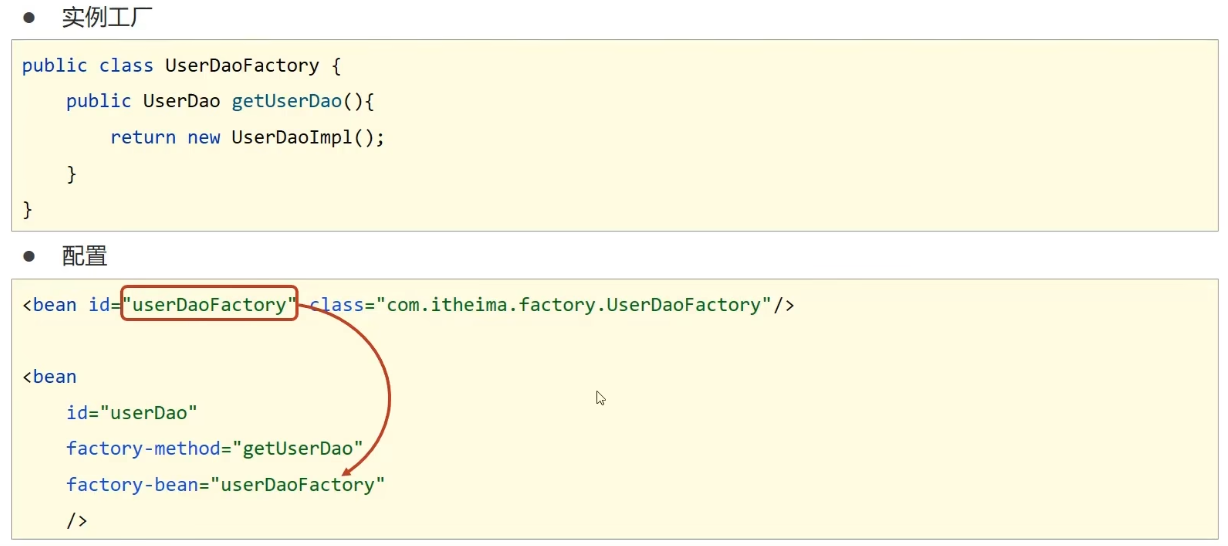 ● 实例工厂
public class UserDaoFactory {
    public UserDao getUserDao(){
        return new UserDaoImpl();
    }
}
● 配置
<bean id="userDaoFactory" class="com.itheima.factory.UserDaoFactory"/>
<bean
    id="userDao"
    factory-method="getUserDao"
    factory-bean="userDaoFactory"
    />